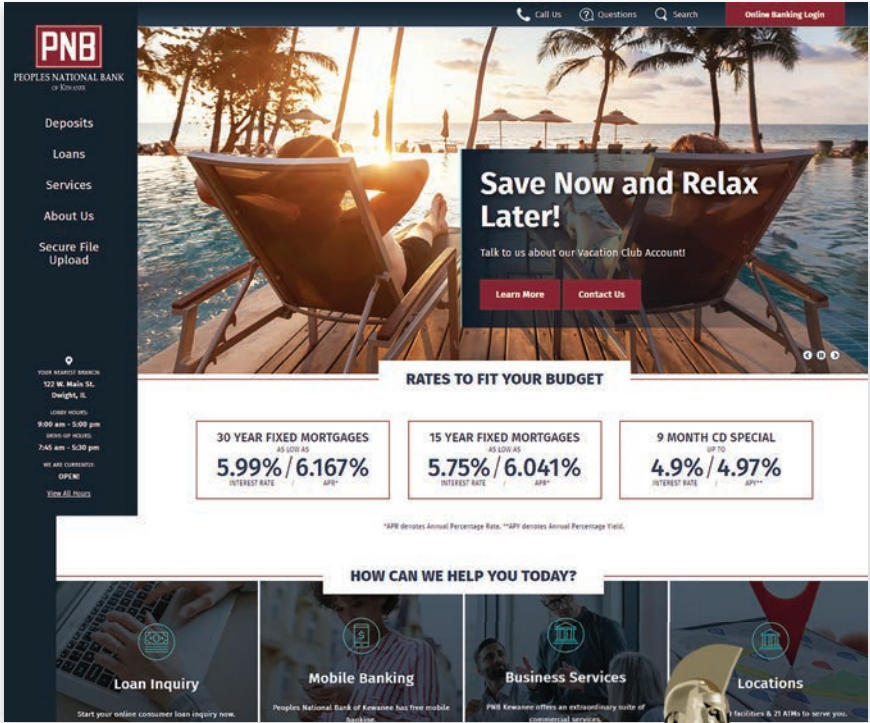 Call Us
Questions
Search
Online Banking Login
PNB
PEOPLES NATIONAL BANK
OF KEWANEE
Deposits
Loans
Services
About Us
Secure File
Upload
YOUR NEAREST BRANCH:
122 W. Main St.
Dwight, IL
LOBBY HOURS:
9:00 am - 5:00 pm
DRIVE-UP HOURS:
7:45 am - 5:30 pm
WE ARE CURRENTLY:
OPEN!
View All Hours
Save Now and Relax
Later!
Talk to us about our Vacation Club Account!
Learn More
Contact Us
RATES TO FIT YOUR BUDGET
30 YEAR FIXED MORTGAGES
AS LOW AS
5.99% / 6.167%
INTEREST RATE / APR*
15 YEAR FIXED MORTGAGES
AS LOW AS
5.75% / 6.041%
INTEREST RATE / APR*
9 MONTH CD SPECIAL
UP TO
4.9% / 4.97%
INTEREST RATE / APY**
*APR denotes Annual Percentage Rate. **APY denotes Annual Percentage Yield.
HOW CAN WE HELP YOU TODAY?
Loan Inquiry
Start your online consumer loan inquiry now.
Mobile Banking
Peoples National Bank of Kewanee has free mobile
banking.
Business Services
PNB Kewanee offers an extraordinary suite of
commercial services.
Locations
facilities & 21 ATMs to serve you.